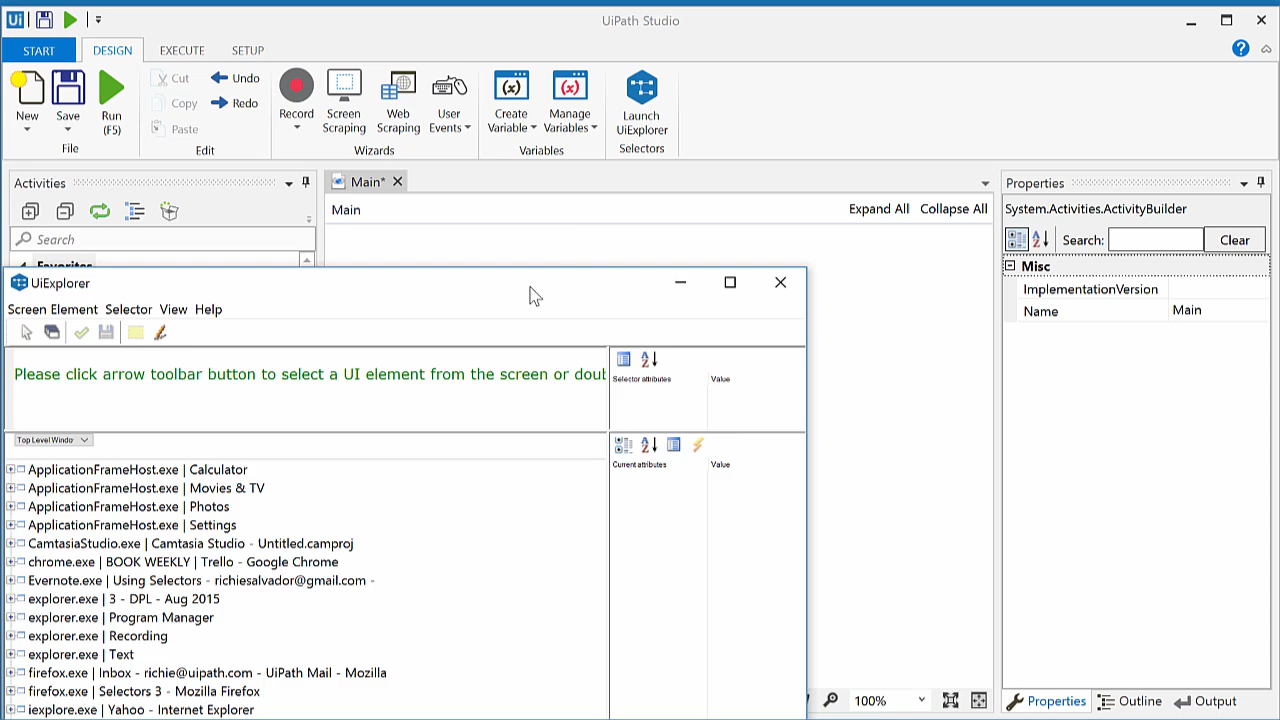 Ui
UiPath Studio
START DESIGN EXECUTE SETUP
New Save Run (F5)
File
Cut Undo
Copy Redo
Paste
Edit
Record Screen Scraping Web Scraping User Events
Wizards
Create Variable Manage Variables
Variables
Launch UiExplorer
Selectors
Activities
Search
Favorites
Main*
Main Expand All Collapse All
Properties
System.Activities.ActivityBuilder
Search: Clear
Misc
ImplementationVersion
Name Main
UiExplorer
Screen Element Selector View Help
Please click arrow toolbar button to select a UI element from the screen or doub
Selector attributes Value
Top Level Windo
Current attributes Value
ApplicationFrameHost.exe | Calculator
ApplicationFrameHost.exe | Movies & TV
ApplicationFrameHost.exe | Photos
ApplicationFrameHost.exe | Settings
CamtasiaStudio.exe | Camtasia Studio - Untitled.camproj
chrome.exe | BOOK WEEKLY | Trello - Google Chrome
Evernote.exe | Using Selectors - richiesalvador@gmail.com -
explorer.exe | 3 - DPL - Aug 2015
explorer.exe | Program Manager
explorer.exe | Recording
explorer.exe | Text
firefox.exe | Inbox - richie@uipath.com - UiPath Mail - Mozilla
firefox.exe | Selectors 3 - Mozilla Firefox
iexplore.exe | Yahoo - Internet Explorer
100%
Properties Outline Output